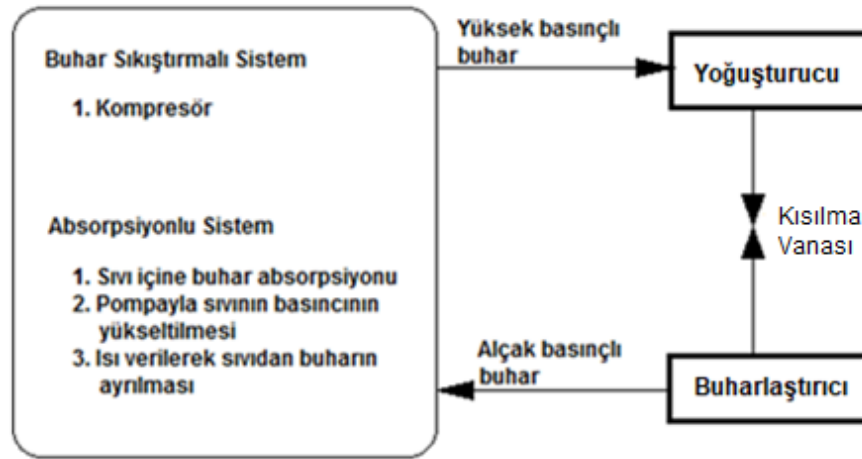 Buhar Sıkıştırmalı Sistem
1. Kompresör
Absorpsiyonlu Sistem
1. Sıvı içine buhar absorpsiyonu
2. Pompayla sıvının basıncının
yükseltilmesi
3. Isı verilerek sıvıdan buharın
ayrılması
Yüksek basınçlı
buhar
Yoğuşturucu
Kısılma
Vanası
Alçak basınçlı
buhar
Buharlaştırıcı